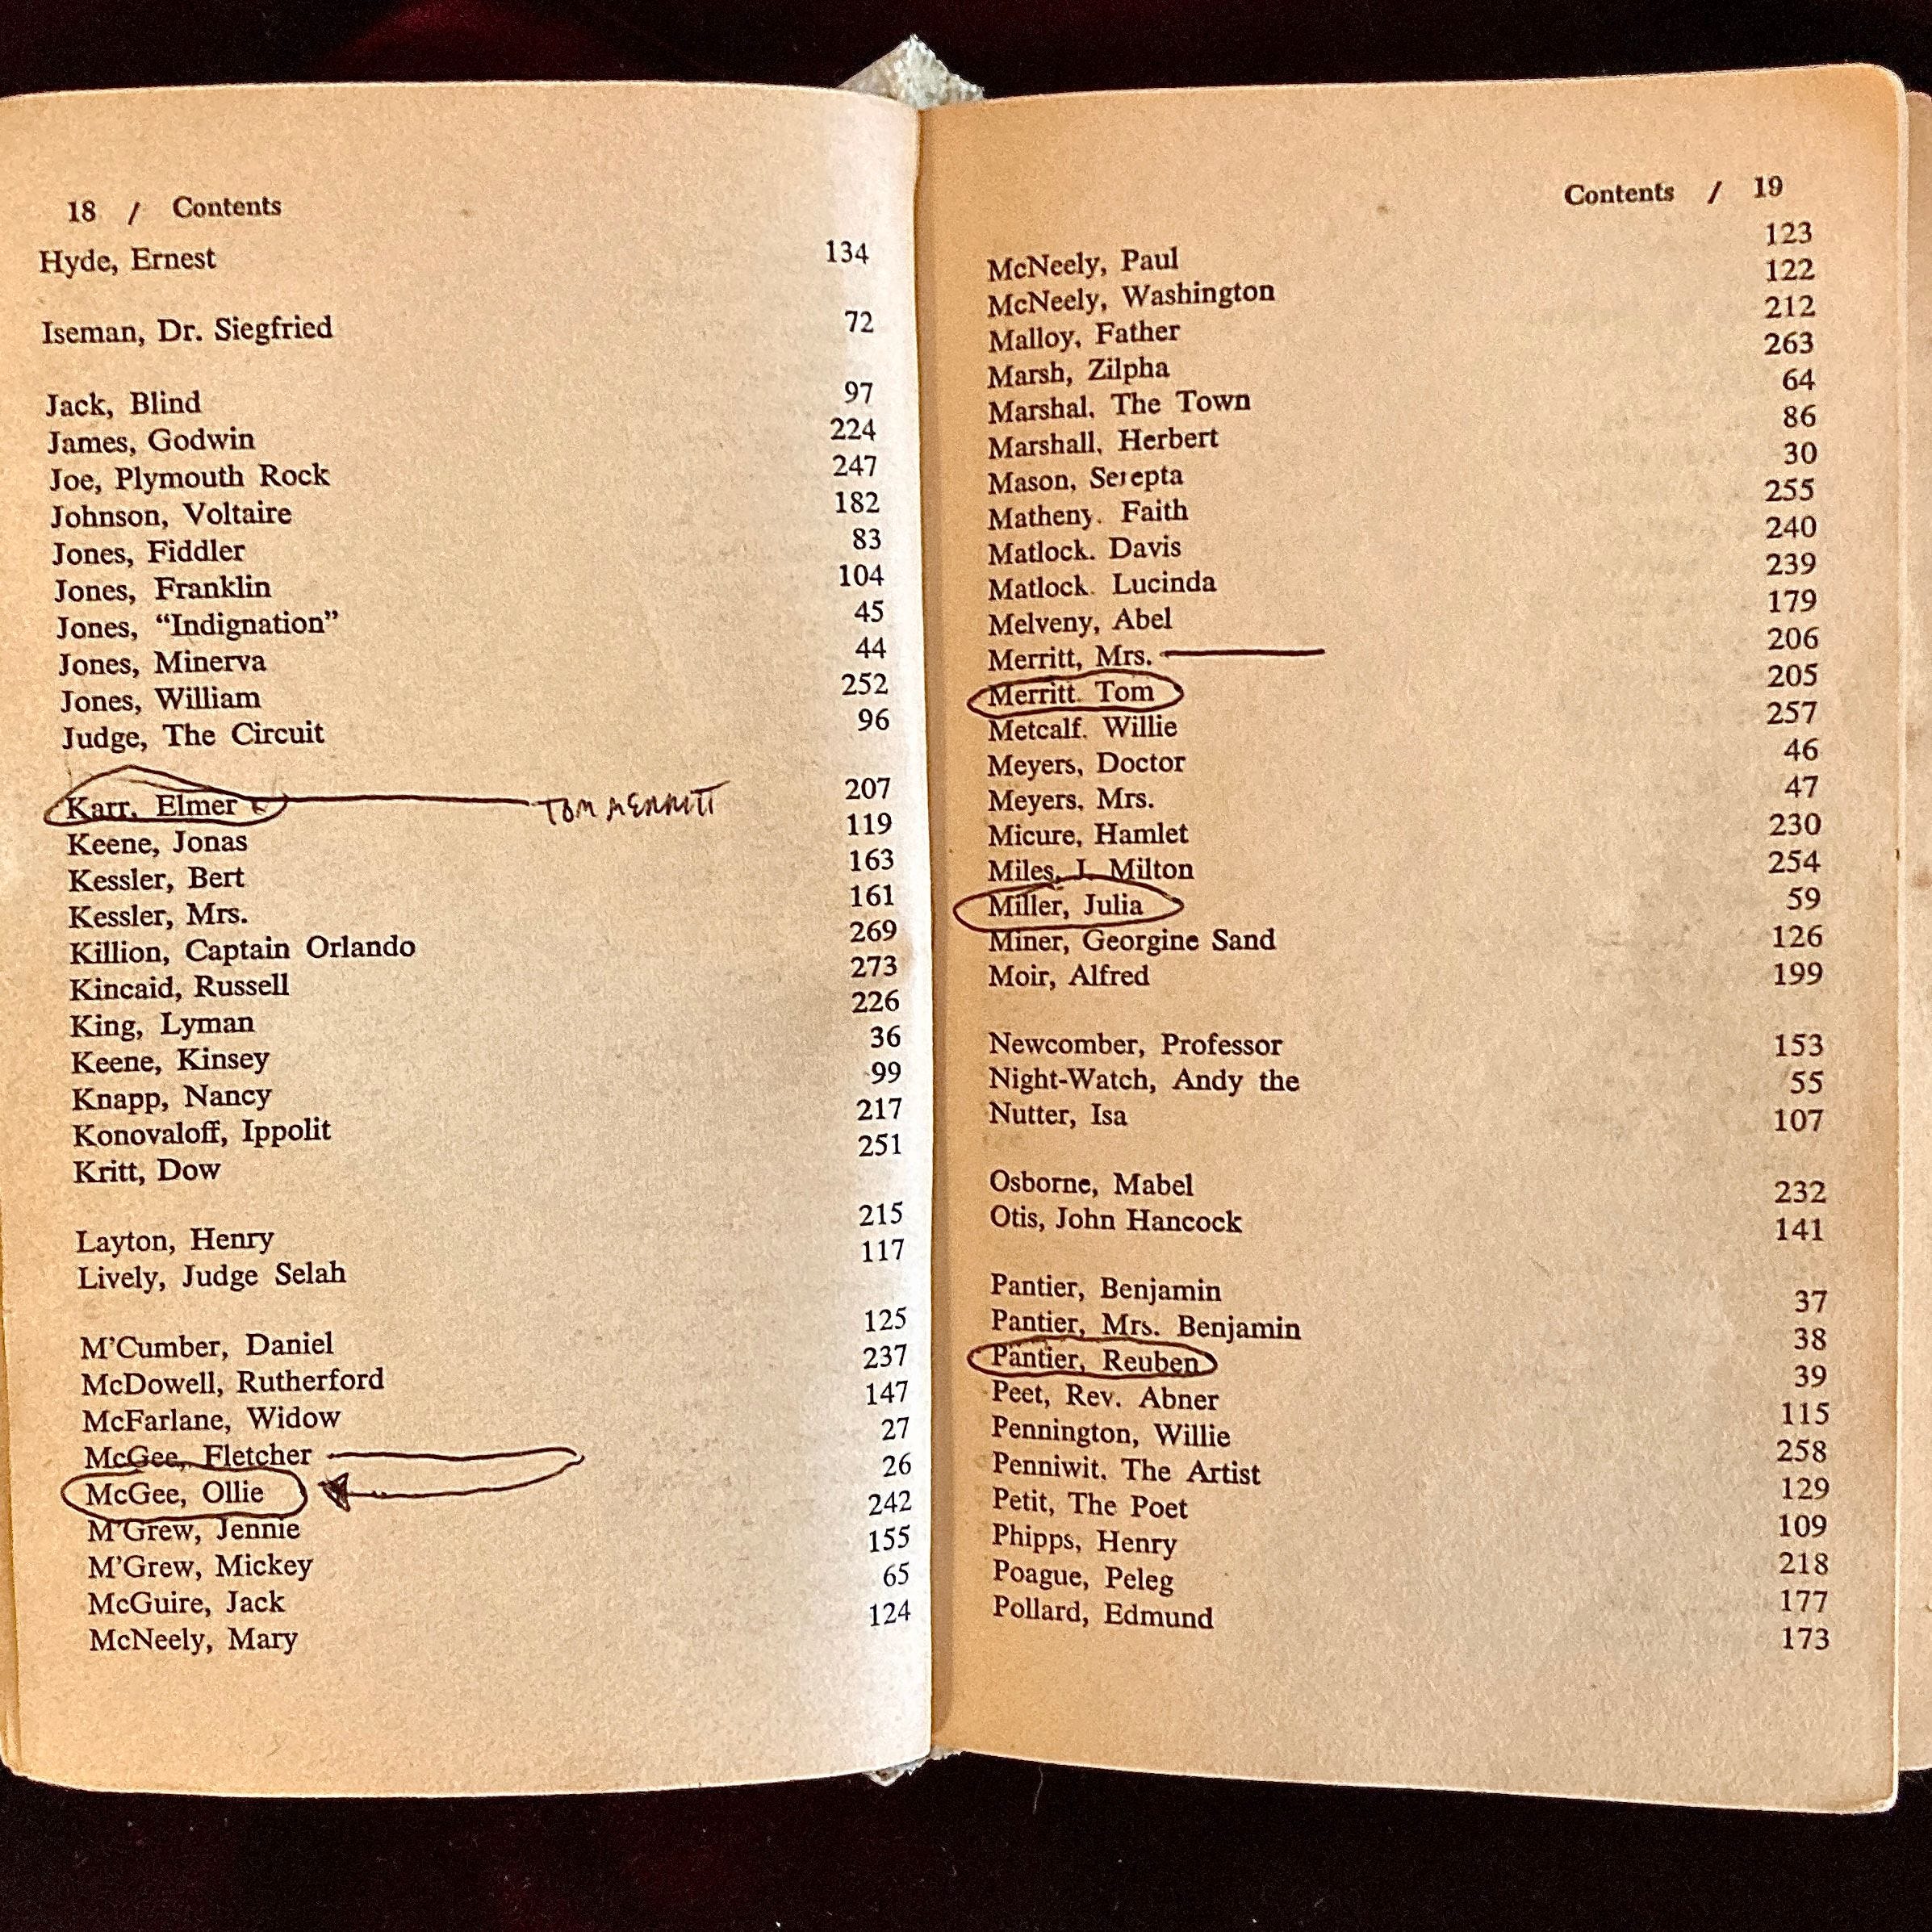 18 / Contents
Hyde, Ernest 134
Iseman, Dr. Siegfried 72
Jack, Blind 97
James, Godwin 224
Joe, Plymouth Rock 247
Johnson, Voltaire 182
Jones, Fiddler 83
Jones, Franklin 104
Jones, “Indignation” 45
Jones, Minerva 44
Jones, William 252
Judge, The Circuit 96
Karr, Elmer TOM MERRITT 207
Keene, Jonas 119
Kessler, Bert 163
Kessler, Mrs. 161
Killion, Captain Orlando 269
Kincaid, Russell 273
King, Lyman 226
Keene, Kinsey 36
Knapp, Nancy 99
Konovaloff, Ippolit 217
Kritt, Dow 251
Layton, Henry 215
Lively, Judge Selah 117
M’Cumber, Daniel 125
McDowell, Rutherford 237
McFarlane, Widow 147
McGee, Fletcher 27
McGee, Ollie 26
M’Grew, Jennie 242
M’Grew, Mickey 155
McGuire, Jack 65
McNeely, Mary 124
Contents / 19
McNeely, Paul 123
McNeely, Washington 122
Malloy, Father 212
Marsh, Zilpha 263
Marshal, The Town 64
Marshall, Herbert 86
Mason, Serepta 30
Matheny. Faith 255
Matlock. Davis 240
Matlock. Lucinda 239
Melveny, Abel 179
Merritt, Mrs. 206
Merritt. Tom 205
Metcalf. Willie 257
Meyers, Doctor 46
Meyers, Mrs. 47
Micure, Hamlet 230
Miles, J. Milton 254
Miller, Julia 59
Miner, Georgine Sand 126
Moir, Alfred 199
Newcomber, Professor 153
Night-Watch, Andy the 55
Nutter, Isa 107
Osborne, Mabel 232
Otis, John Hancock 141
Pantier, Benjamin 37
Pantier, Mrs. Benjamin 38
Pantier, Reuben 39
Peet, Rev. Abner 115
Pennington, Willie 258
Penniwit, The Artist 129
Petit, The Poet 109
Phipps, Henry 218
Poague, Peleg 177
Pollard, Edmund 173